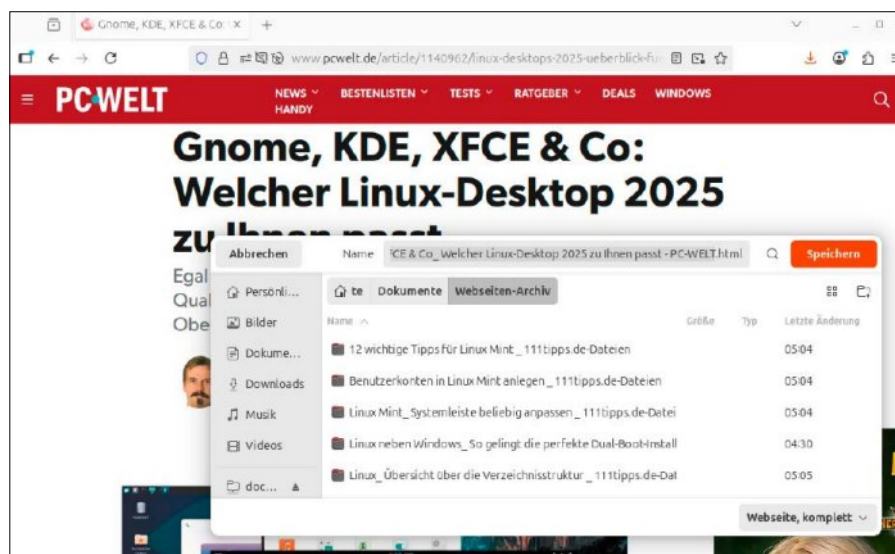 Gnome, KDE, XFCE & Co: 
www.pcwelt.de/article/1140962/linux-desktops-2025-ueberblick-fu
PC WELT
NEWS BESTENLISTEN TESTS RATGEBER DEALS WINDOWS
HANDY
Gnome, KDE, XFCE & Co:
Welcher Linux-Desktop 2025
zu Ihnen passt
Egal
Qual
Obe
Abbrechen Name FCE & Co_ Welcher Linux-Desktop 2025 zu Ihnen passt - PC-WELT.html Speichern
Persönli... te Dokumente Webseiten-Archiv
Bilder Name Größe Typ Letzte Änderung
12 wichtige Tipps für Linux Mint _ 111tipps.de-Dateien 05:04
Dokume...
Benutzerkonten in Linux Mint anlegen _ 111tipps.de-Dateien 05:04
Downloads
Musik Linux Mint_ Systemleiste beliebig anpassen _ 111tipps.de-Datei 05:04
Videos Linux neben Windows_ So gelingt die perfekte Dual-Boot-Install 04:30
doc... Linux_ Übersicht über die Verzeichnisstruktur _ 111tipps.de-Dat 05:05
Webseite, komplett